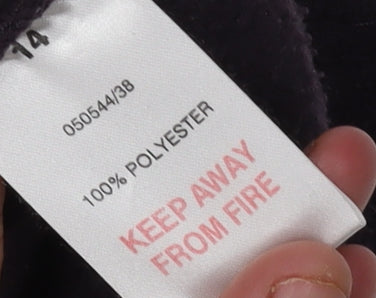 14
050544/38
100% POLYESTER
KEEP AWAY
FROM FIRE